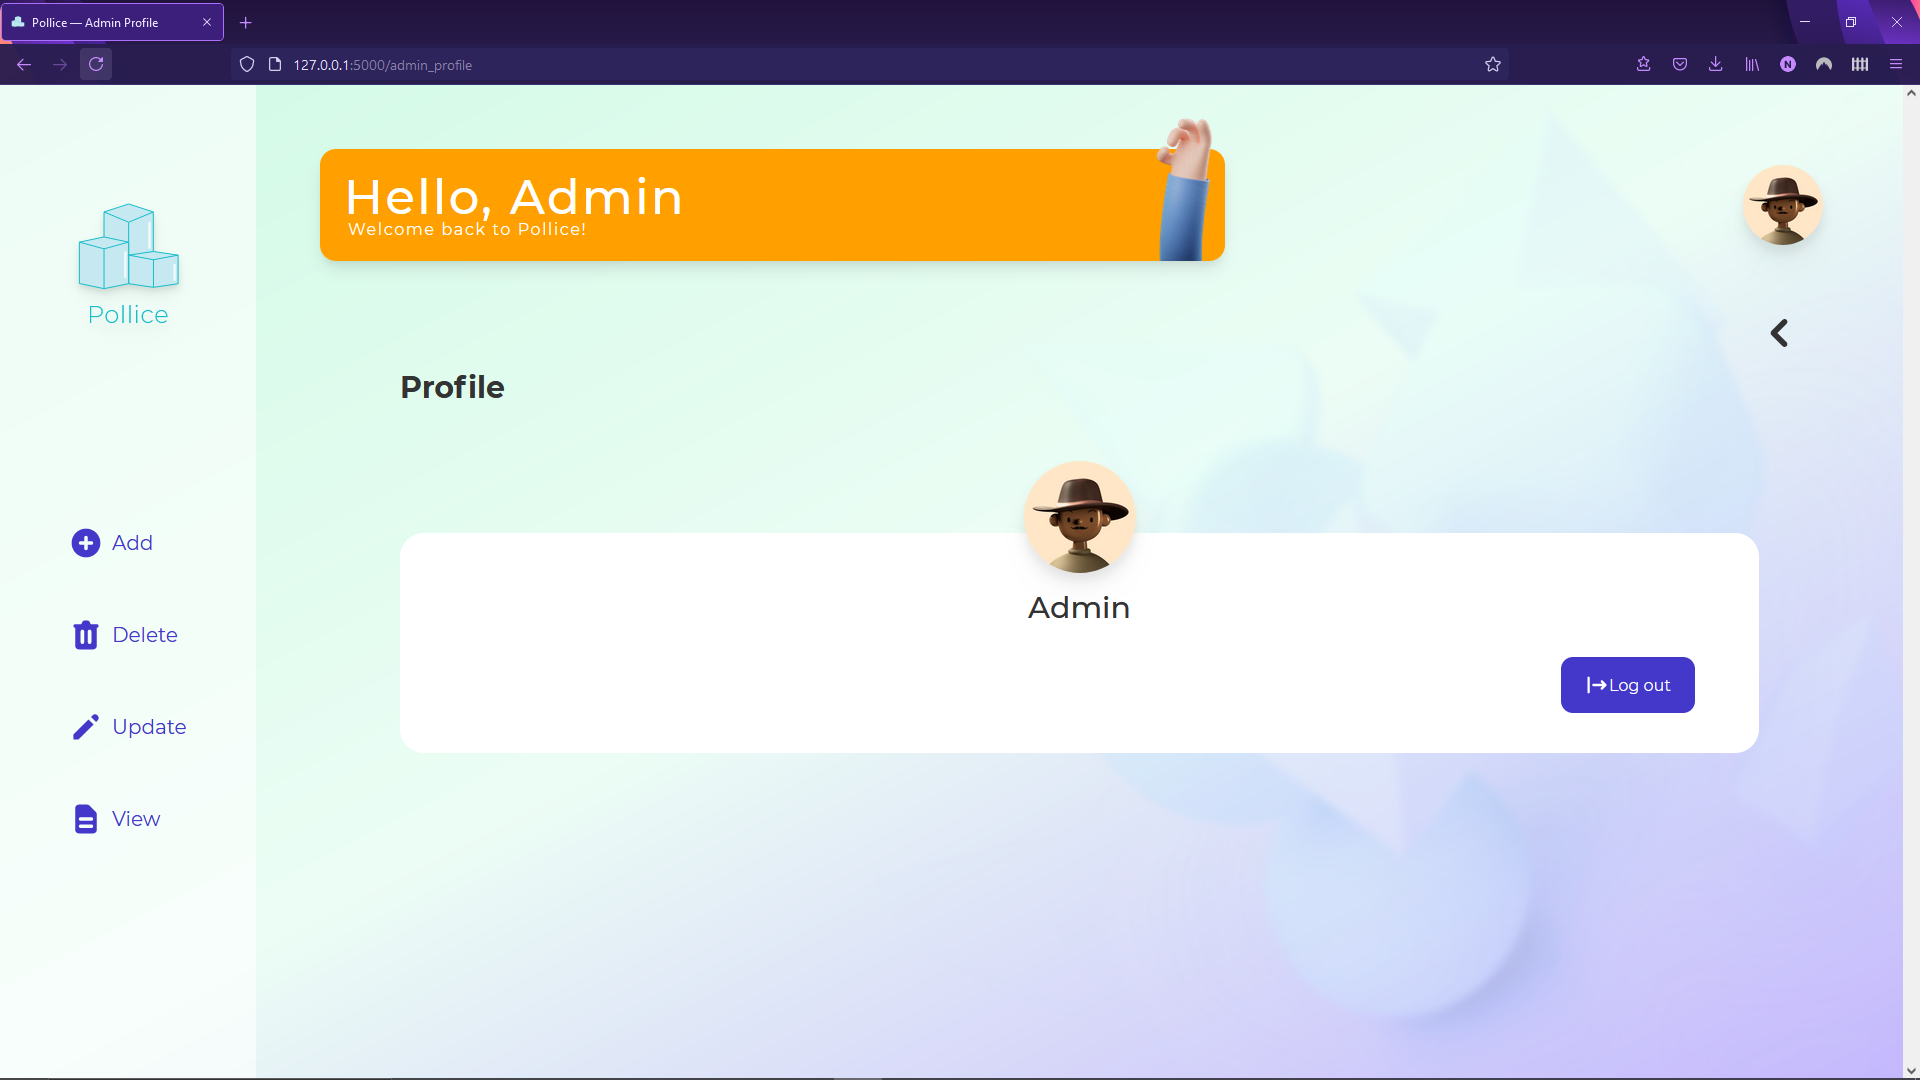 Pollice — Admin Profile
127.0.0.1:5000/admin_profile
N
Hello, Admin
Welcome back to Pollice!
Pollice
Profile
Add
Delete
Update
View
Admin
Log out